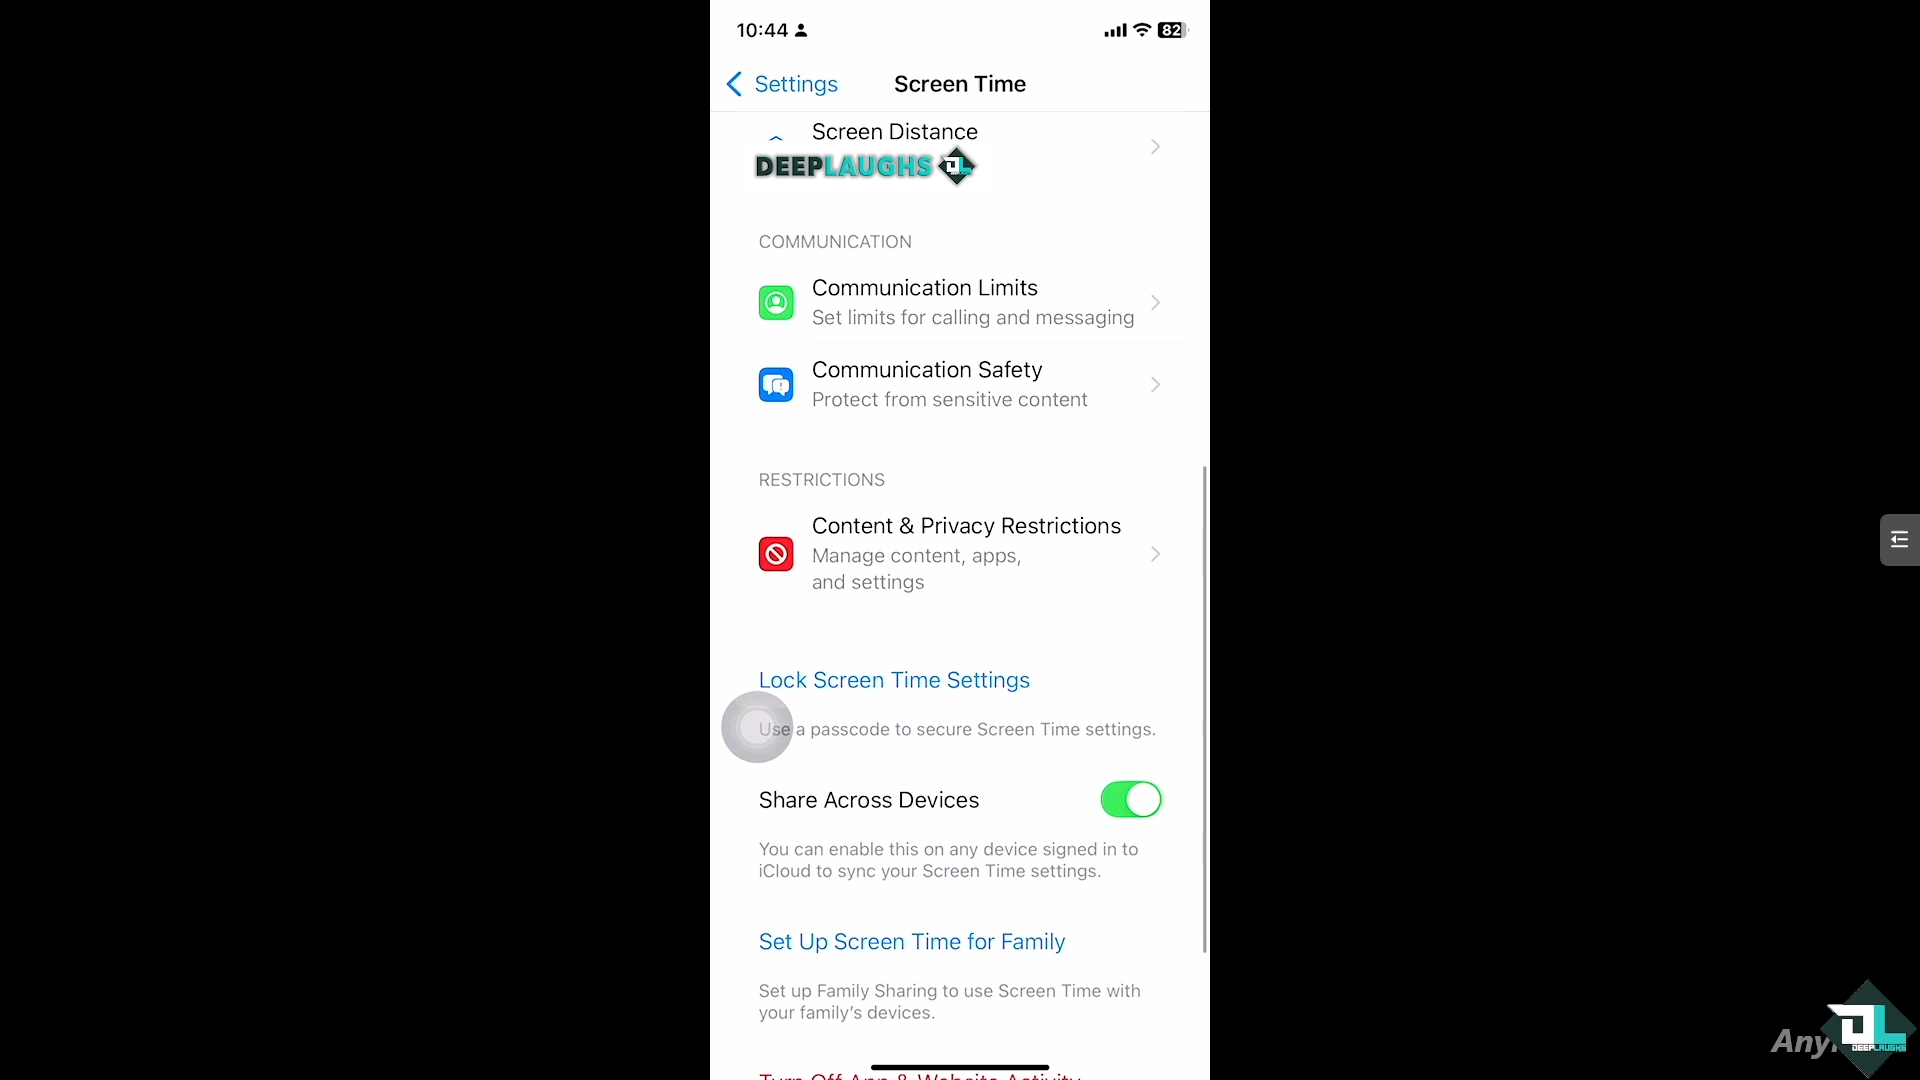 10:44
82
Settings
Screen Time
Screen Distance
DEEPLAUGHS DL
COMMUNICATION
Communication Limits
Set limits for calling and messaging
Communication Safety
Protect from sensitive content
RESTRICTIONS
Content & Privacy Restrictions
Manage content, apps,
and settings
Lock Screen Time Settings
Use a passcode to secure Screen Time settings.
Share Across Devices
You can enable this on any device signed in to
iCloud to sync your Screen Time settings.
Set Up Screen Time for Family
Set up Family Sharing to use Screen Time with
your family's devices.
Turn Off App & Website Activity
DL
DEEPLAUGHS